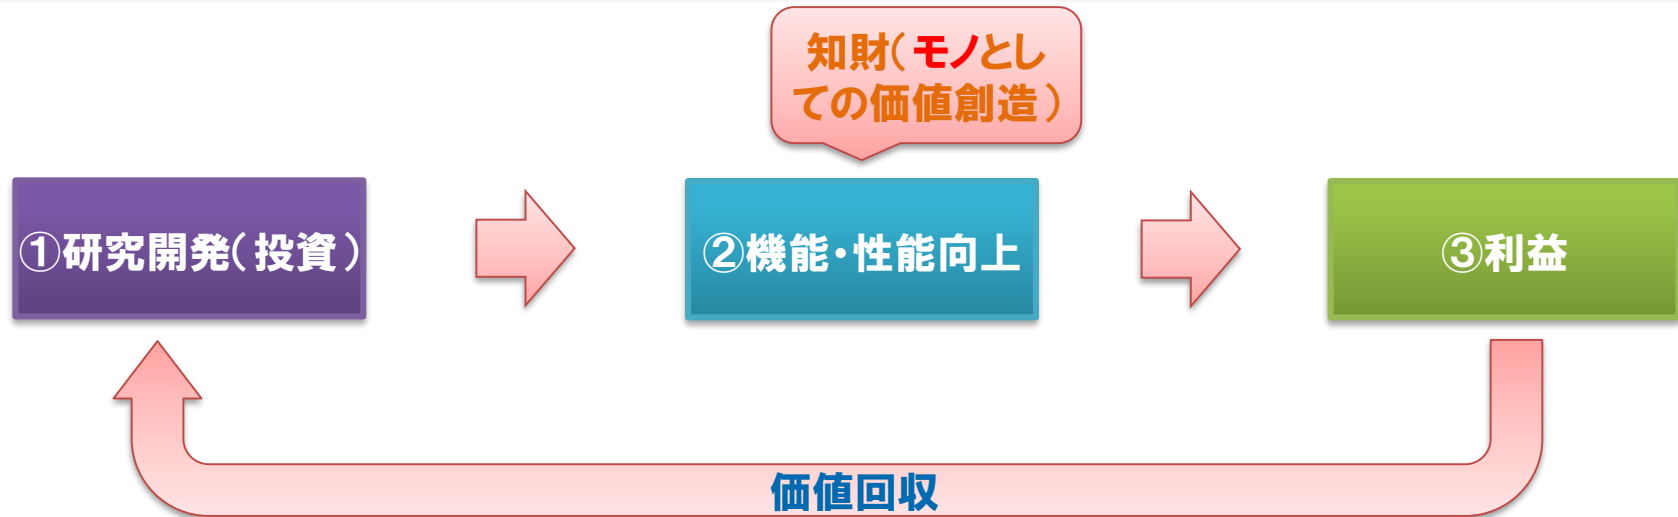 知財(モノとし
ての価値創造)
①研究開発(投資)
②機能・性能向上
③利益
価値回収